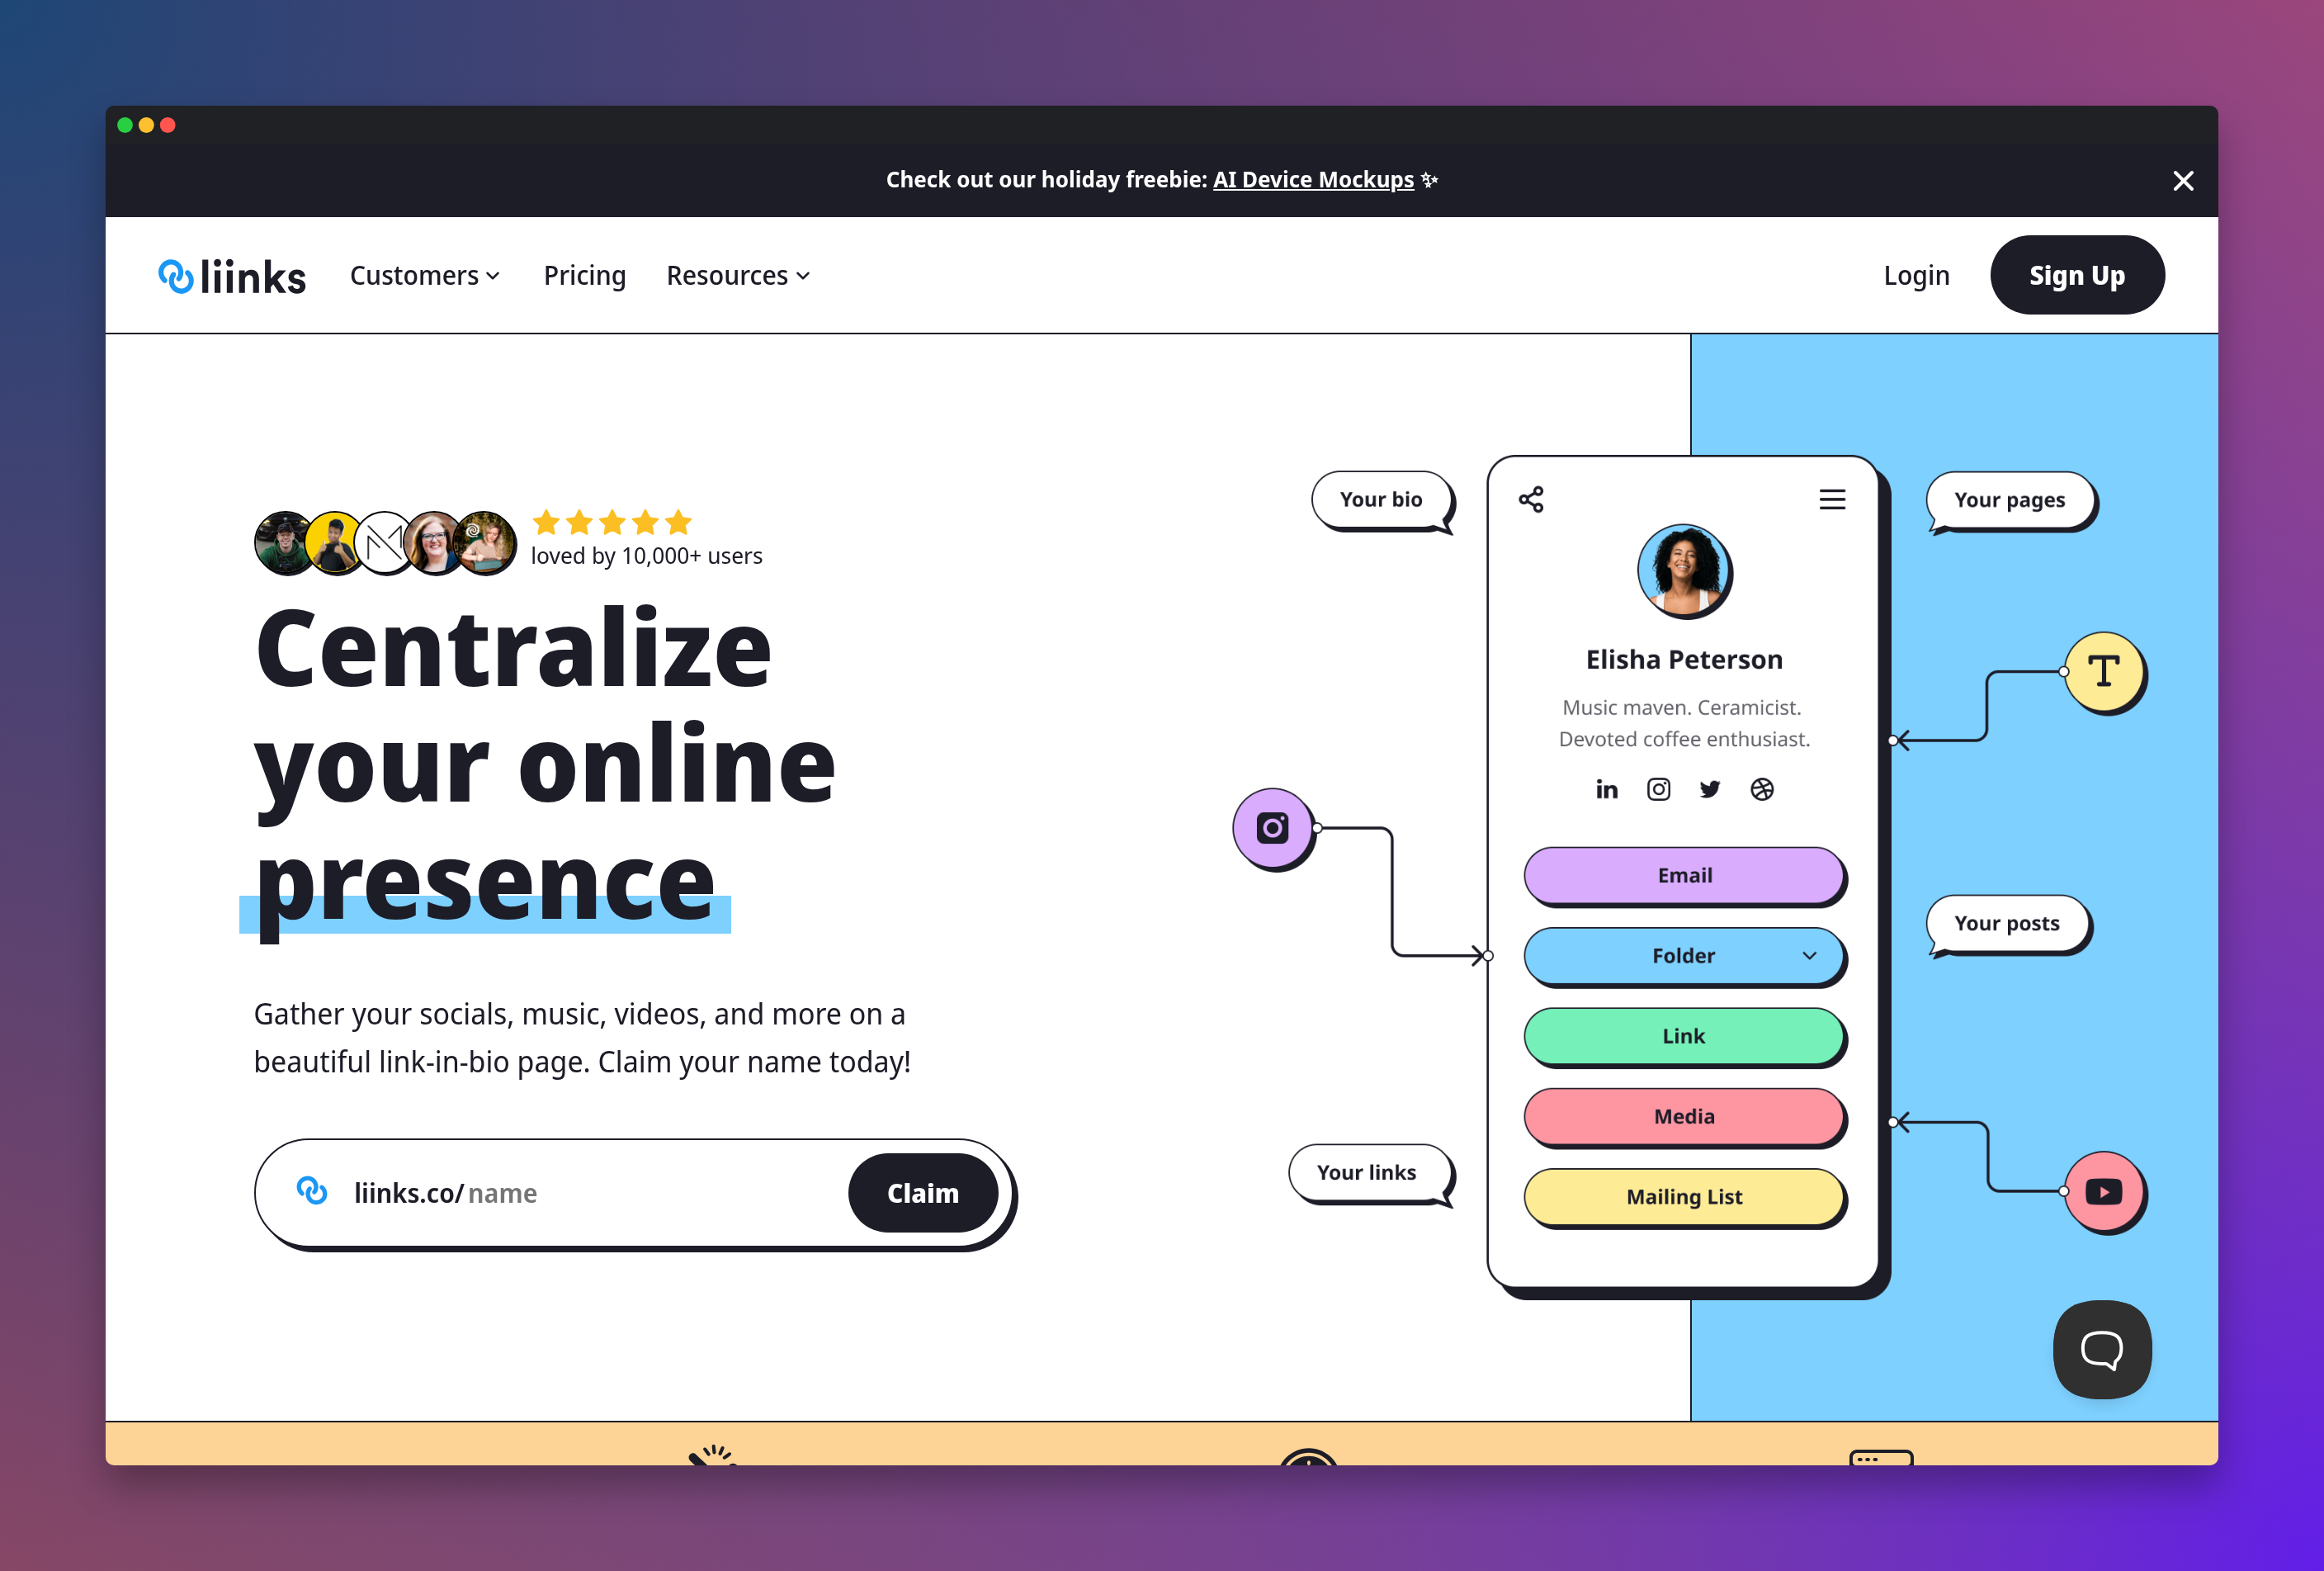 Check out our holiday freebie: AI Device Mockups ✨
liinks
Customers
Pricing
Resources
Login
Sign Up
loved by 10,000+ users
Centralize
your online
presence
Gather your socials, music, videos, and more on a
beautiful link-in-bio page. Claim your name today!
liinks.co/name
Claim
Your bio
Your pages
Elisha Peterson
Music maven. Ceramicist.
Devoted coffee enthusiast.
in
T
Email
Folder
Your posts
Link
Media
Your links
Mailing List